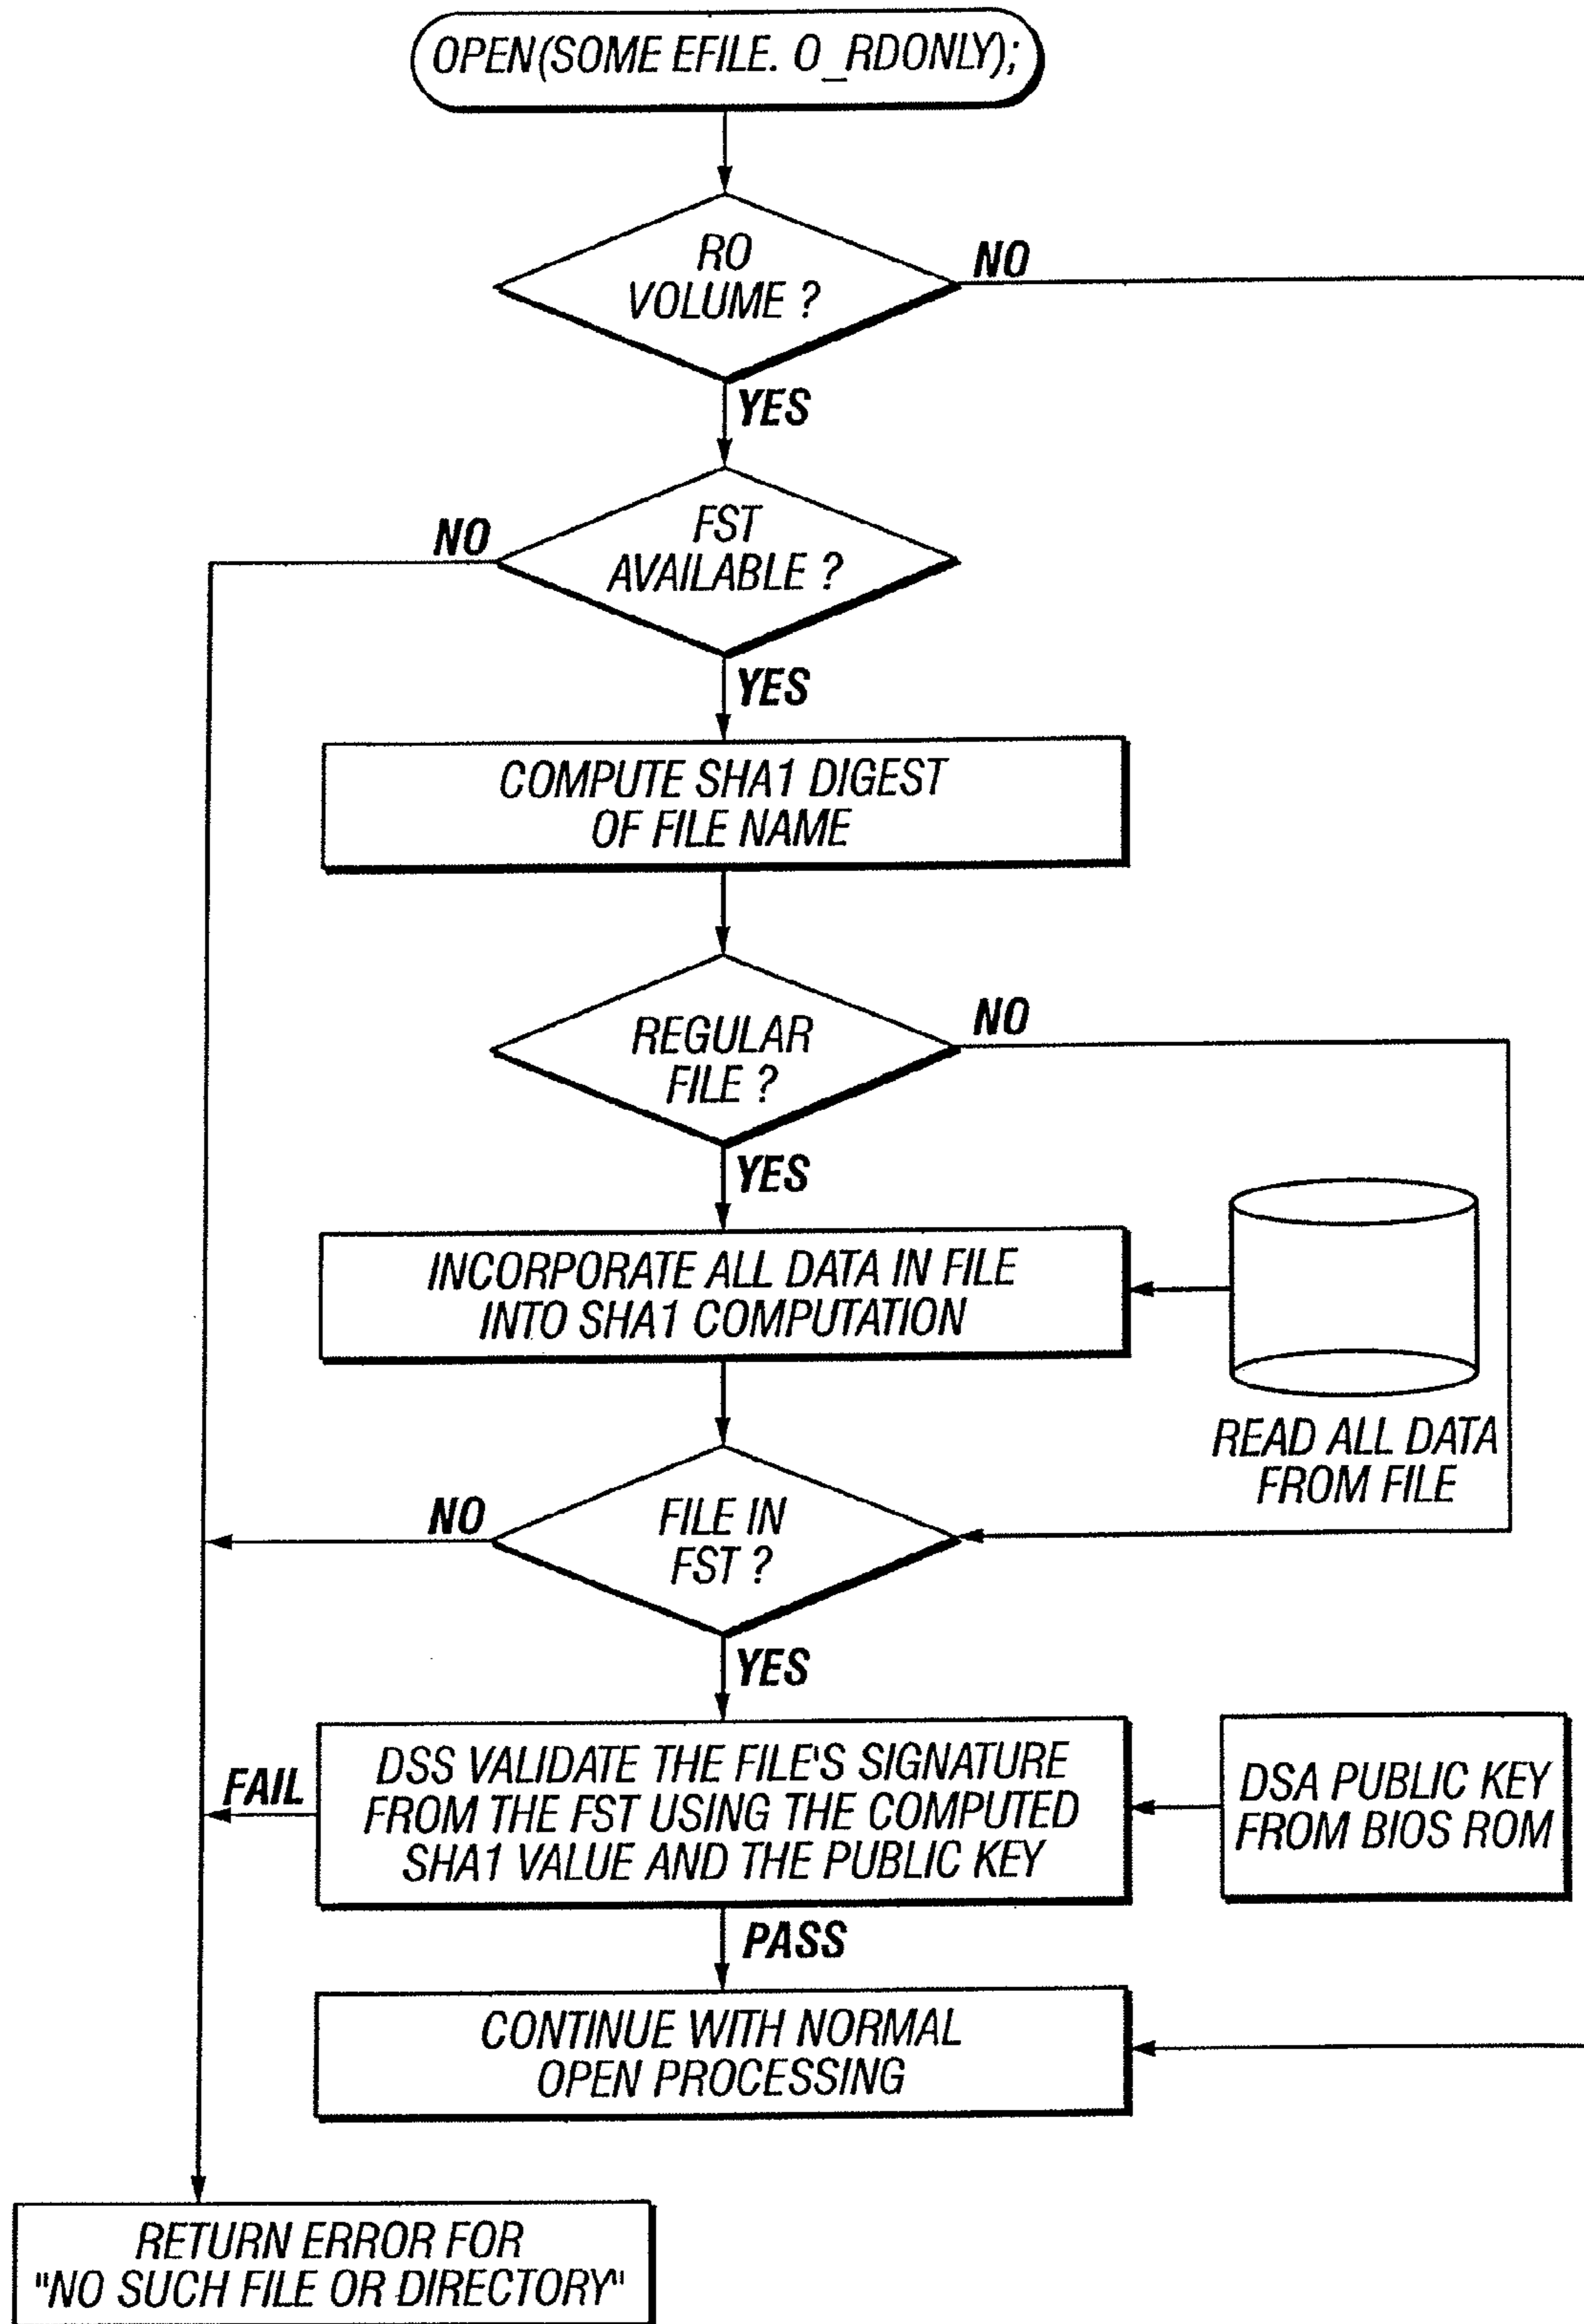 OPEN(SOME EFILE. O_RDONLY);
RO
VOLUME ?
NO
YES
FST
AVAILABLE ?
NO
YES
COMPUTE SHA1 DIGEST
OF FILE NAME
REGULAR
FILE ?
NO
YES
INCORPORATE ALL DATA IN FILE
INTO SHA1 COMPUTATION
READ ALL DATA
FROM FILE
FILE IN
FST ?
NO
YES
DSS VALIDATE THE FILE'S SIGNATURE
FROM THE FST USING THE COMPUTED
SHA1 VALUE AND THE PUBLIC KEY
FAIL
DSA PUBLIC KEY
FROM BIOS ROM
PASS
CONTINUE WITH NORMAL
OPEN PROCESSING
RETURN ERROR FOR
"NO SUCH FILE OR DIRECTORY"